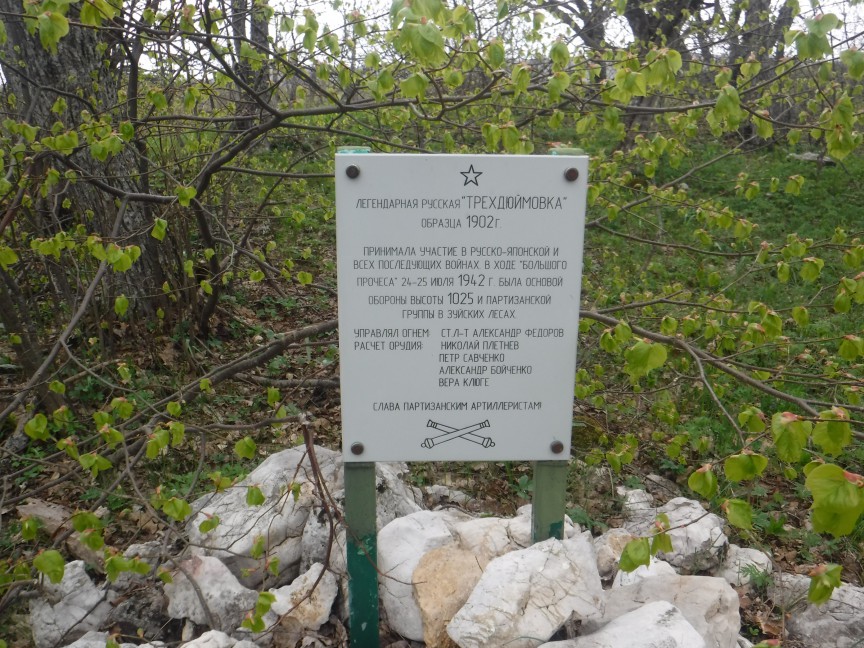 ЛЕГЕНДАРНАЯ РУССКАЯ "ТРЕХДЮЙМОВКА"
ОБРАЗЦА 1902г.
ПРИНИМАЛА УЧАСТИЕ В РУССКО-ЯПОНСКОЙ И
ВСЕХ ПОСЛЕДУЮЩИХ ВОЙНАХ. В ХОДЕ "БОЛЬШОГО
ПРОЧЕСА" 24-25 ИЮЛЯ 1942 Г. БЫЛА ОСНОВОЙ
ОБОРОНЫ ВЫСОТЫ 1025 И ПАРТИЗАНСКОЙ
ГРУППЫ В ЗУЙСКИХ ЛЕСАХ.
УПРАВЛЯЛ ОГНЕМ СТ.Л-Т АЛЕКСАНДР ФЕДОРОВ
РАСЧЕТ ОРУДИЯ: НИКОЛАЙ ПЛЕТНЕВ
ПЕТР САВЧЕНКО
АЛЕКСАНДР БОЙЧЕНКО
ВЕРА КЛЮГЕ
СЛАВА ПАРТИЗАНСКИМ АРТИЛЛЕРИСТАМ!